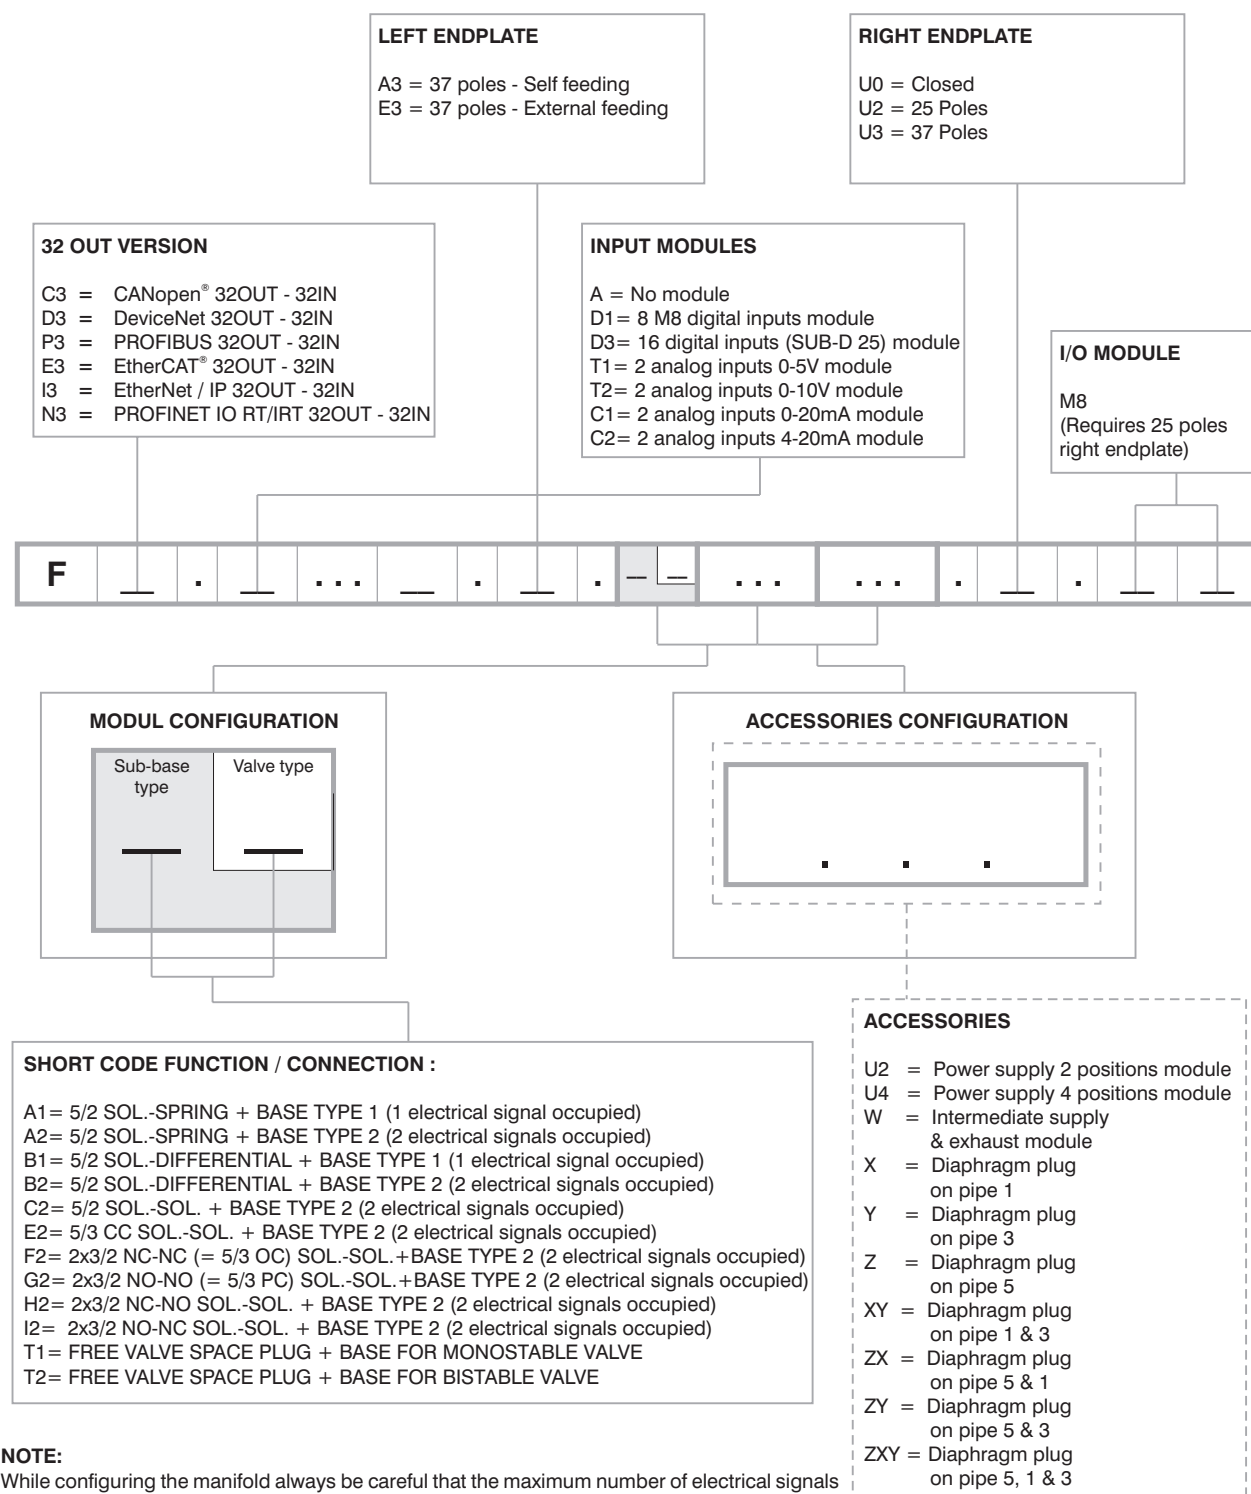 LEFT ENDPLATE
A3 = 37 poles - Self feeding
E3 = 37 poles - External feeding
RIGHT ENDPLATE
U0 = Closed
U2 = 25 Poles
U3 = 37 Poles
32 OUT VERSION
C3 = CANopen® 32OUT - 32IN
D3 = DeviceNet 32OUT - 32IN
P3 = PROFIBUS 32OUT - 32IN
E3 = EtherCAT® 32OUT - 32IN
I3 = EtherNet / IP 32OUT - 32IN
N3 = PROFINET IO RT/IRT 32OUT - 32IN
INPUT MODULES
A = No module
D1= 8 M8 digital inputs module
D3= 16 digital inputs (SUB-D 25) module
T1= 2 analog inputs 0-5V module
T2= 2 analog inputs 0-10V module
C1= 2 analog inputs 0-20mA module
C2= 2 analog inputs 4-20mA module
I/O MODULE
M8
(Requires 25 poles
right endplate)
F __ . __ ... __ . __ . __ __ ... ... . __ . __ __
MODUL CONFIGURATION
Sub-base
type
Valve type
ACCESSORIES CONFIGURATION
. . .
SHORT CODE FUNCTION / CONNECTION :
A1= 5/2 SOL.-SPRING + BASE TYPE 1 (1 electrical signal occupied)
A2= 5/2 SOL.-SPRING + BASE TYPE 2 (2 electrical signals occupied)
B1= 5/2 SOL.-DIFFERENTIAL + BASE TYPE 1 (1 electrical signal occupied)
B2= 5/2 SOL.-DIFFERENTIAL + BASE TYPE 2 (2 electrical signals occupied)
C2= 5/2 SOL.-SOL. + BASE TYPE 2 (2 electrical signals occupied)
E2= 5/3 CC SOL.-SOL. + BASE TYPE 2 (2 electrical signals occupied)
F2= 2x3/2 NC-NC (= 5/3 OC) SOL.-SOL.+BASE TYPE 2 (2 electrical signals occupied)
G2= 2x3/2 NO-NO (= 5/3 PC) SOL.-SOL.+BASE TYPE 2 (2 electrical signals occupied)
H2= 2x3/2 NC-NO SOL.-SOL. + BASE TYPE 2 (2 electrical signals occupied)
I2= 2x3/2 NO-NC SOL.-SOL. + BASE TYPE 2 (2 electrical signals occupied)
T1= FREE VALVE SPACE PLUG + BASE FOR MONOSTABLE VALVE
T2= FREE VALVE SPACE PLUG + BASE FOR BISTABLE VALVE
ACCESSORIES
U2 = Power supply 2 positions module
U4 = Power supply 4 positions module
W = Intermediate supply
& exhaust module
X = Diaphragm plug
on pipe 1
Y = Diaphragm plug
on pipe 3
Z = Diaphragm plug
on pipe 5
XY = Diaphragm plug
on pipe 1 & 3
ZX = Diaphragm plug
on pipe 5 & 1
ZY = Diaphragm plug
on pipe 5 & 3
ZXY = Diaphragm plug
on pipe 5, 1 & 3
NOTE:
While configuring the manifold always be careful that the maximum number of electrical signals